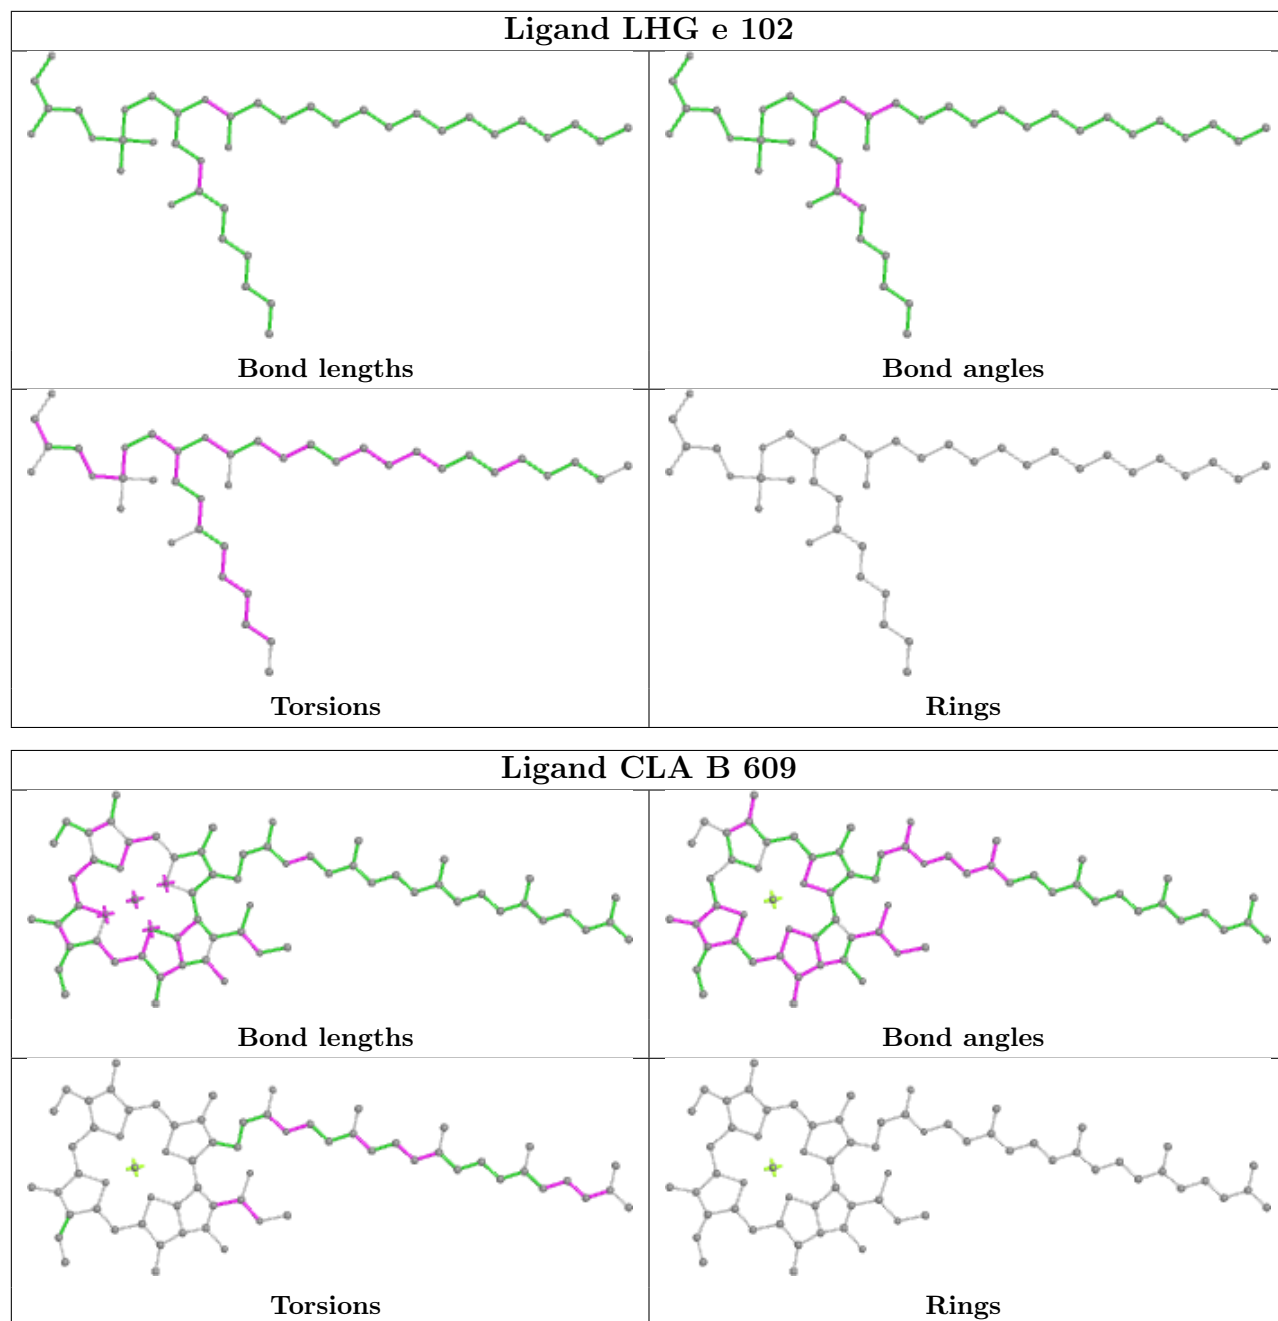 Ligand LHG e 102
Bond lengths
Bond angles
Torsions
Rings
Ligand CLA B 609
Bond lengths
Bond angles
Torsions
Rings